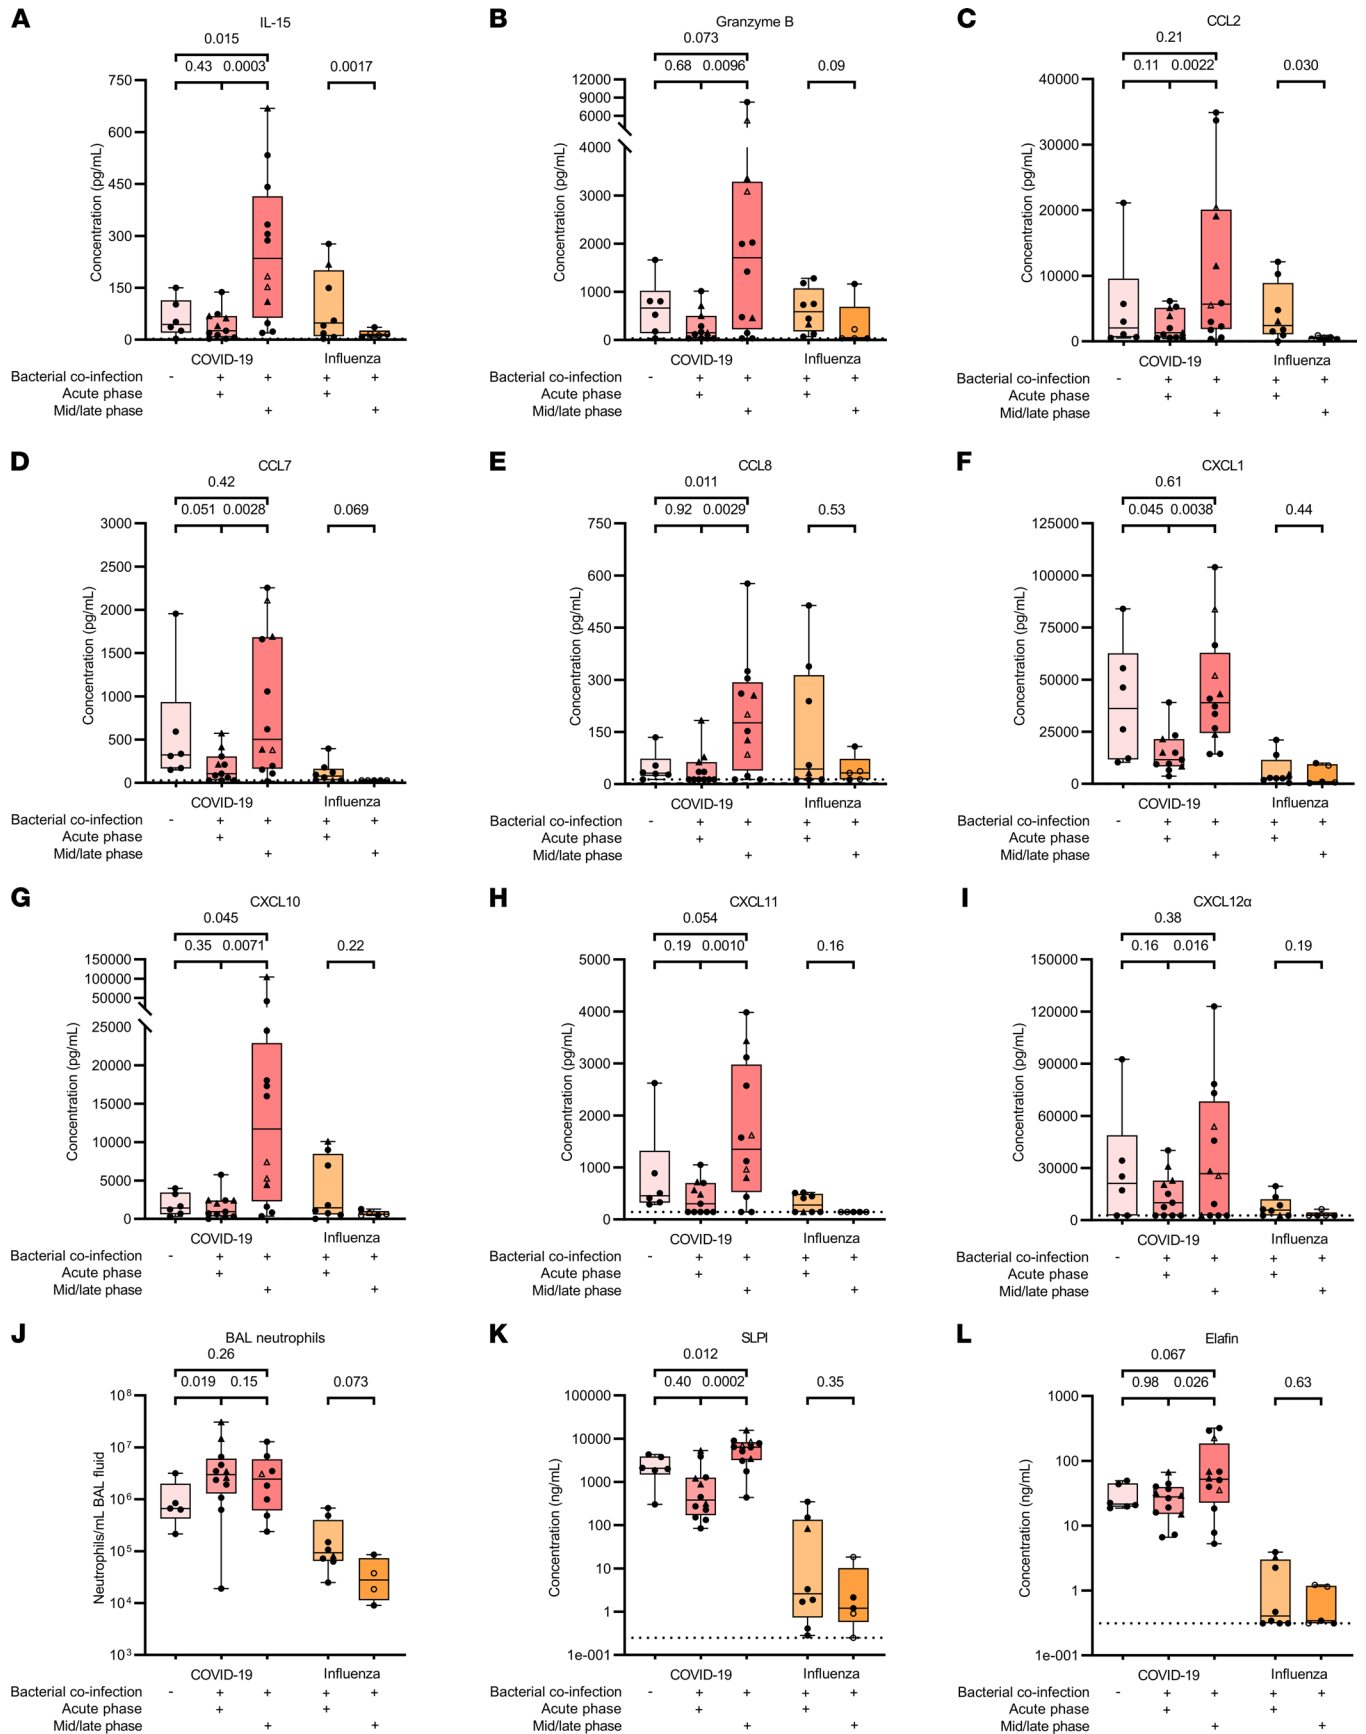 A
IL-15
0.015
0.43 0.0003 0.0017
750
600
450
300
150
0
Concentration (pg/mL)
COVID-19 Influenza
Bacterial co-infection - + + + +
Acute phase + +
Mid/late phase + +
B
Granzyme B
0.073
0.68 0.0096 0.09
12000
9000
6000
4000
3000
2000
1000
0
Concentration (pg/mL)
COVID-19 Influenza
Bacterial co-infection - + + + +
Acute phase + +
Mid/late phase + +
C
CCL2
0.21
0.11 0.0022 0.030
40000
30000
20000
10000
0
Concentration (pg/mL)
COVID-19 Influenza
Bacterial co-infection - + + + +
Acute phase + +
Mid/late phase + +
D
CCL7
0.42
0.051 0.0028 0.069
3000
2500
2000
1500
1000
500
0
Concentration (pg/mL)
COVID-19 Influenza
Bacterial co-infection - + + + +
Acute phase + +
Mid/late phase + +
E
CCL8
0.011
0.92 0.0029 0.53
750
600
450
300
150
0
Concentration (pg/mL)
COVID-19 Influenza
Bacterial co-infection - + + + +
Acute phase + +
Mid/late phase + +
F
CXCL1
0.61
0.045 0.0038 0.44
125000
100000
75000
50000
25000
0
Concentration (pg/mL)
COVID-19 Influenza
Bacterial co-infection - + + + +
Acute phase + +
Mid/late phase + +
G
CXCL10
0.045
0.35 0.0071 0.22
150000
100000
50000
25000
20000
15000
10000
5000
0
Concentration (pg/mL)
COVID-19 Influenza
Bacterial co-infection - + + + +
Acute phase + +
Mid/late phase + +
H
CXCL11
0.054
0.19 0.0010 0.16
5000
4000
3000
2000
1000
0
Concentration (pg/mL)
COVID-19 Influenza
Bacterial co-infection - + + + +
Acute phase + +
Mid/late phase + +
I
CXCL12α
0.38
0.16 0.016 0.19
150000
120000
90000
60000
30000
0
Concentration (pg/mL)
COVID-19 Influenza
Bacterial co-infection - + + + +
Acute phase + +
Mid/late phase + +
J
BAL neutrophils
0.26
0.019 0.15 0.073
10⁸
10⁷
10⁶
10⁵
10⁴
10³
Neutrophils/mL BAL fluid
COVID-19 Influenza
Bacterial co-infection - + + + +
Acute phase + +
Mid/late phase + +
K
SLPI
0.012
0.40 0.0002 0.35
100000
10000
1000
100
10
1
1e-001
Concentration (ng/mL)
COVID-19 Influenza
Bacterial co-infection - + + + +
Acute phase + +
Mid/late phase + +
L
Elafin
0.067
0.98 0.026 0.63
1000
100
10
1
1e-001
Concentration (ng/mL)
COVID-19 Influenza
Bacterial co-infection - + + + +
Acute phase + +
Mid/late phase + +